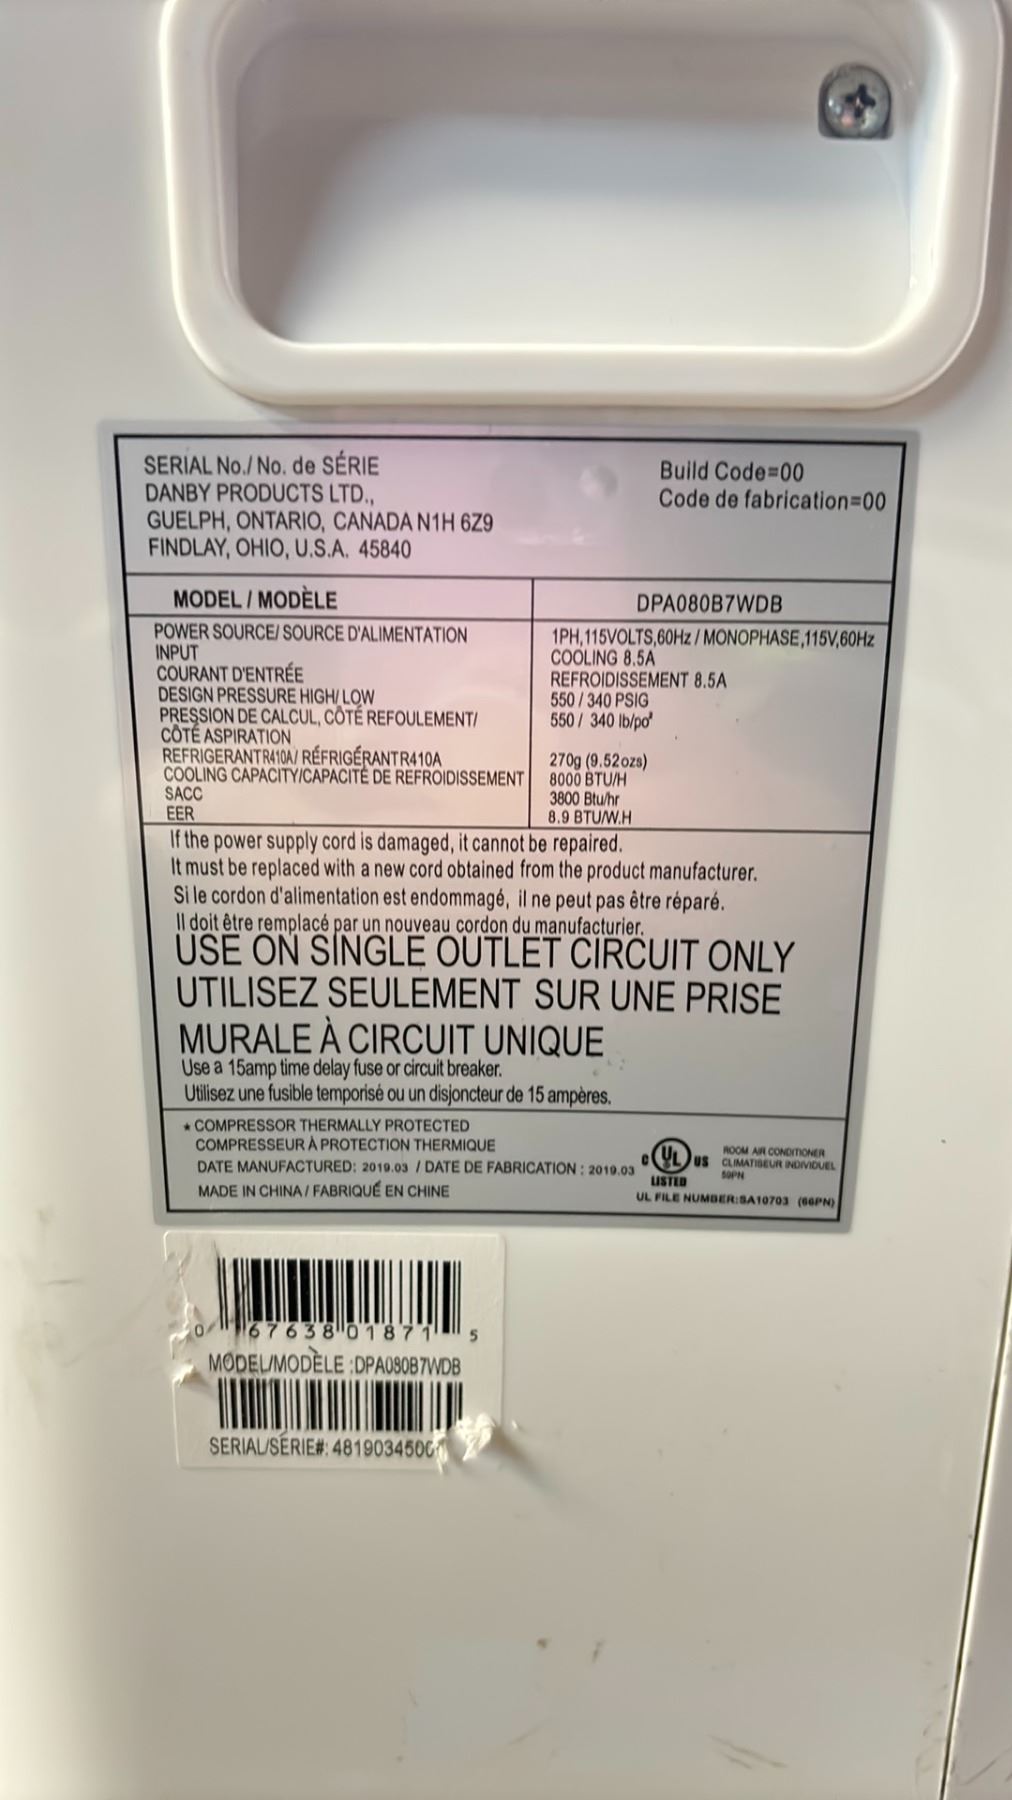 SERIAL No./ No. de SÉRIE
DANBY PRODUCTS LTD.,
GUELPH, ONTARIO, CANADA N1H 6Z9
FINDLAY, OHIO, U.S.A. 45840
Build Code=00
Code de fabrication=00
MODEL / MODÈLE DPA080B7WDB
POWER SOURCE/ SOURCE D'ALIMENTATION 1PH,115VOLTS,60Hz / MONOPHASE,115V,60Hz
INPUT COOLING 8.5A
COURANT D'ENTRÉE REFROIDISSEMENT 8.5A
DESIGN PRESSURE HIGH/ LOW 550 / 340 PSIG
PRESSION DE CALCUL, CÔTÉ REFOULEMENT/ 550 / 340 lb/po²
CÔTÉ ASPIRATION
REFRIGERANTR410A/ RÉFRIGÉRANTR410A 270g (9.52ozs)
COOLING CAPACITY/CAPACITÉ DE REFROIDISSEMENT 8000 BTU/H
SACC 3800 Btu/hr
EER 8.9 BTU/W.H
If the power supply cord is damaged, it cannot be repaired.
It must be replaced with a new cord obtained from the product manufacturer.
Si le cordon d'alimentation est endommagé, il ne peut pas être réparé.
Il doit être remplacé par un nouveau cordon du manufacturier.
USE ON SINGLE OUTLET CIRCUIT ONLY
UTILISEZ SEULEMENT SUR UNE PRISE
MURALE À CIRCUIT UNIQUE
Use a 15amp time delay fuse or circuit breaker.
Utilisez une fusible temporisé ou un disjoncteur de 15 ampères.
★ COMPRESSOR THERMALLY PROTECTED
COMPRESSEUR À PROTECTION THERMIQUE
DATE MANUFACTURED: 2019.03 / DATE DE FABRICATION : 2019.03
MADE IN CHINA / FABRIQUÉ EN CHINE
C UL US
LISTED
ROOM AIR CONDITIONER
CLIMATISEUR INDIVIDUEL
59PN
UL FILE NUMBER:SA10703 (66PN)
0 67638 01871 5
MODEL/MODÈLE :DPA080B7WDB
SERIAL/SÉRIE#: 481903450